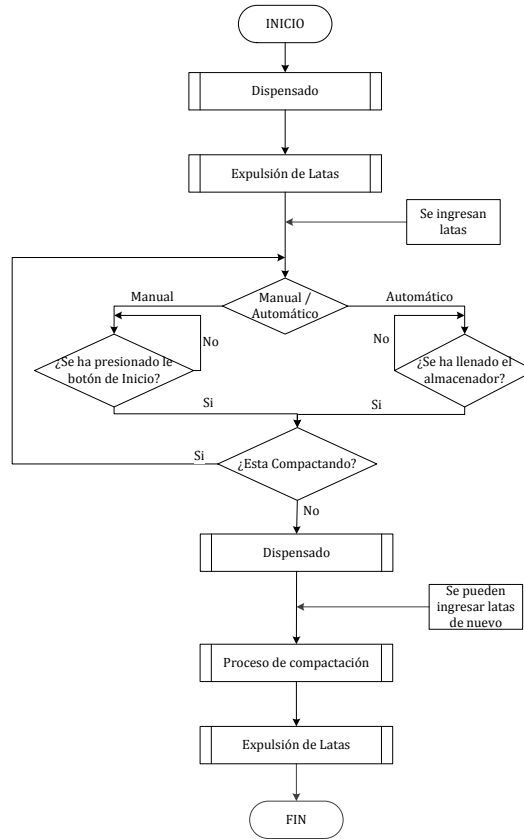 INICIO
Dispensado
Expulsión de Latas
Se ingresan
latas
Manual
Manual /
Automático
Automático
No
¿Se ha presionado le
botón de Inicio?
No
¿Se ha llenado el
almacenador?
Si
Si
Si
¿Esta Compactando?
No
Dispensado
Se pueden
ingresar latas
de nuevo
Proceso de compactación
Expulsión de Latas
FIN